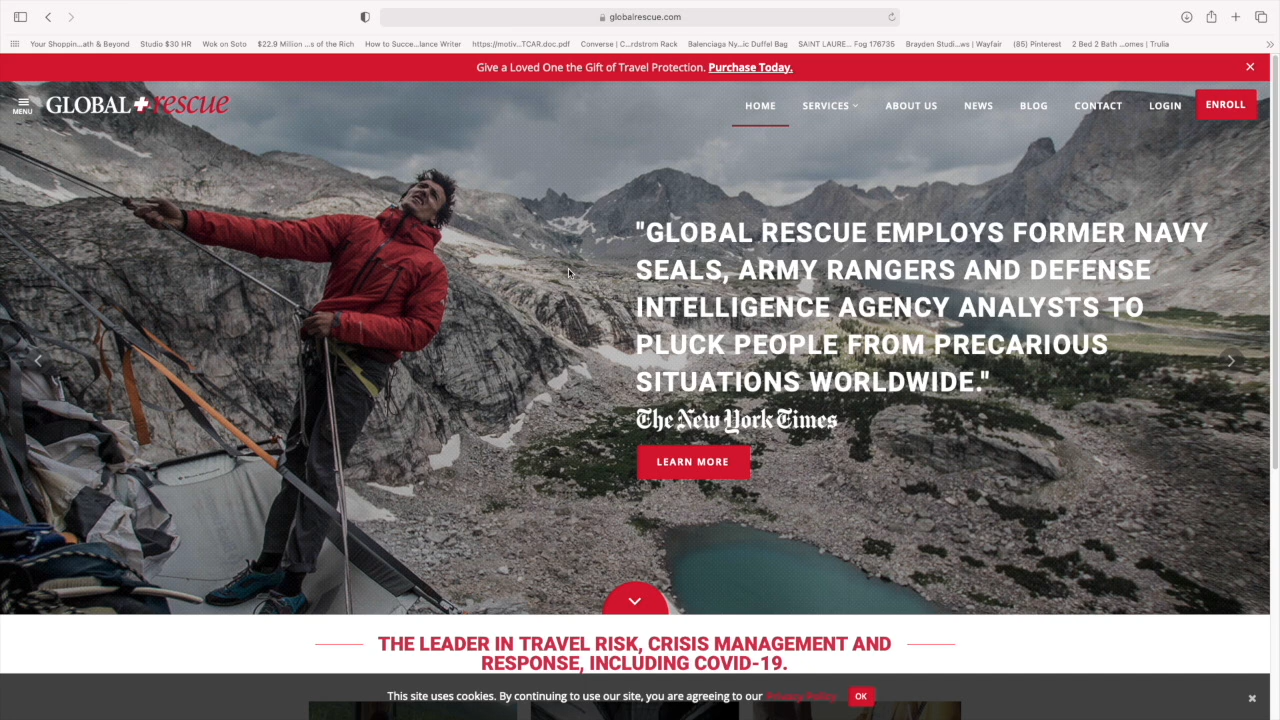 globalrescue.com
Your Shoppin...ath & Beyond Studio $30 HR Wok on Soto $22.9 Million ...s of the Rich How to Succe...lance Writer https://motiv...TCAR.doc.pdf Converse | C...rdstrom Rack Balenciaga Ny...ic Duffel Bag SAINT LAURE... Fog 176735 Brayden Studi...ws | Wayfair (85) Pinterest 2 Bed 2 Bath ...omes | Trulia
Give a Loved One the Gift of Travel Protection. Purchase Today.
MENU
GLOBAL rescue
HOME SERVICES ABOUT US NEWS BLOG CONTACT LOGIN ENROLL
"GLOBAL RESCUE EMPLOYS FORMER NAVY
SEALS, ARMY RANGERS AND DEFENSE
INTELLIGENCE AGENCY ANALYSTS TO
PLUCK PEOPLE FROM PRECARIOUS
SITUATIONS WORLDWIDE."
The New York Times
LEARN MORE
THE LEADER IN TRAVEL RISK, CRISIS MANAGEMENT AND
RESPONSE, INCLUDING COVID-19.
This site uses cookies. By continuing to use our site, you are agreeing to our Privacy Policy OK